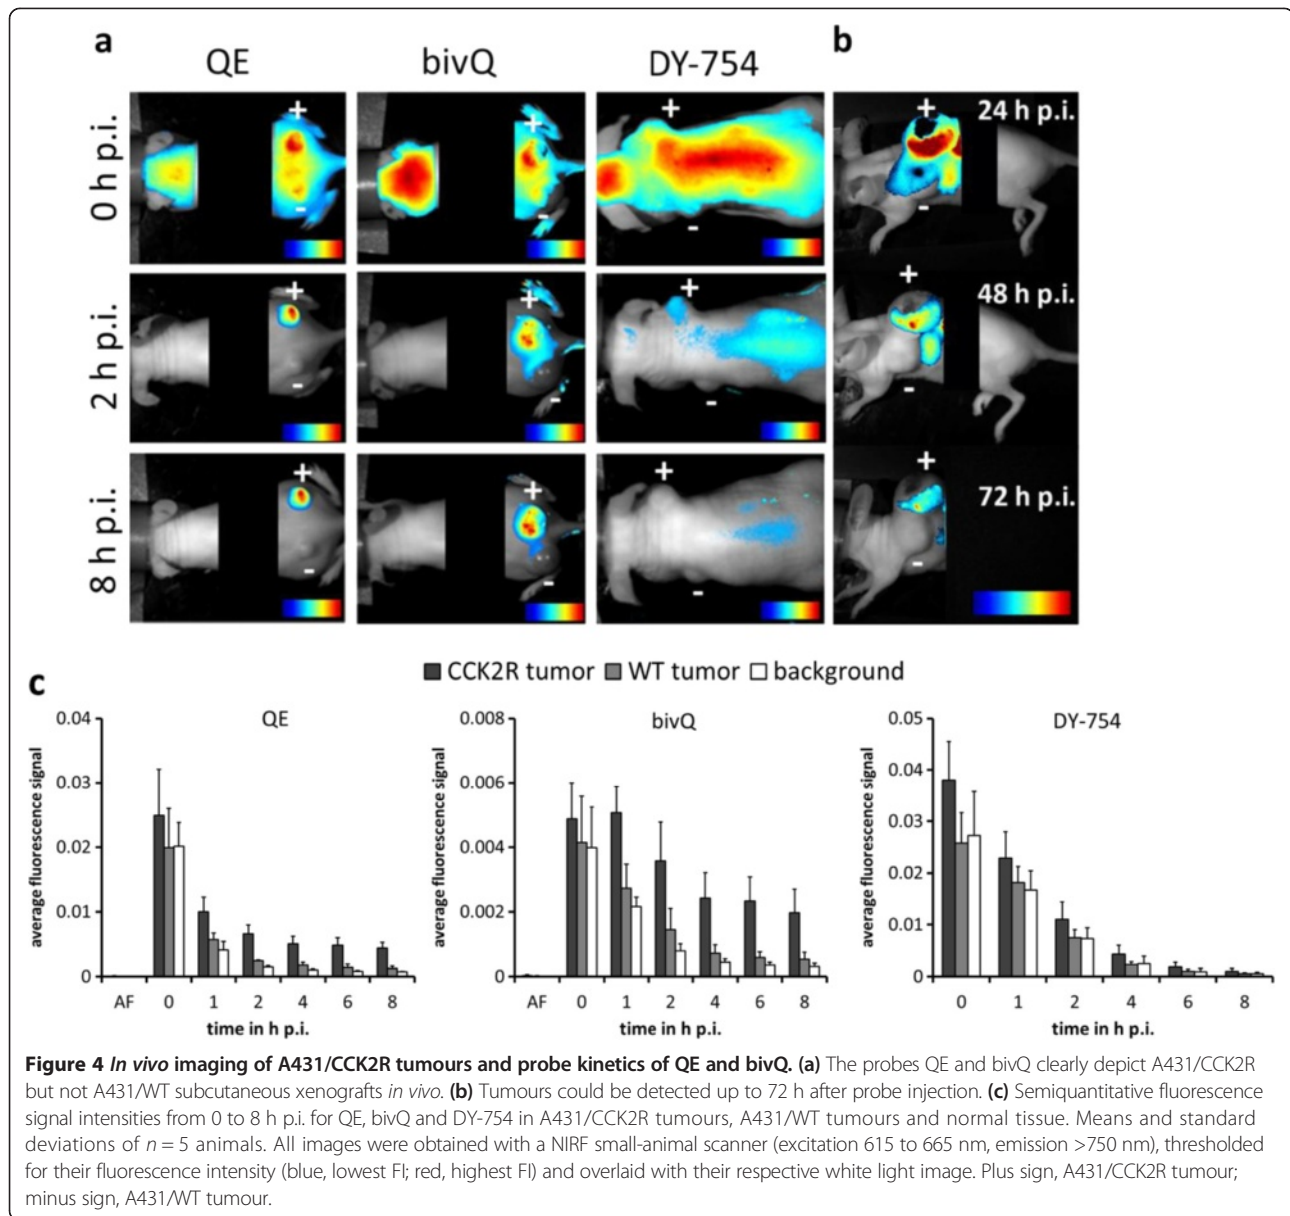 a
b
QE
bivQ
DY-754
0 h p.i.
+
-
+
-
+
-
+
24 h p.i.
-
2 h p.i.
+
-
+
-
+
-
+
48 h p.i.
-
8 h p.i.
+
-
+
-
+
-
+
72 h p.i.
-
CCK2R tumor WT tumor background
c
QE
average fluorescence signal
0.04
0.03
0.02
0.01
0
AF 0 1 2 4 6 8
time in h p.i.
bivQ
average fluorescence signal
0.008
0.006
0.004
0.002
0
AF 0 1 2 4 6 8
time in h p.i.
DY-754
average fluorescence signal
0.05
0.04
0.03
0.02
0.01
0
0 1 2 4 6 8
time in h p.i.
Figure 4 In vivo imaging of A431/CCK2R tumours and probe kinetics of QE and bivQ. (a) The probes QE and bivQ clearly depict A431/CCK2R
but not A431/WT subcutaneous xenografts in vivo. (b) Tumours could be detected up to 72 h after probe injection. (c) Semiquantitative fluorescence
signal intensities from 0 to 8 h p.i. for QE, bivQ and DY-754 in A431/CCK2R tumours, A431/WT tumours and normal tissue. Means and standard
deviations of n = 5 animals. All images were obtained with a NIRF small-animal scanner (excitation 615 to 665 nm, emission >750 nm), thresholded
for their fluorescence intensity (blue, lowest FI; red, highest FI) and overlaid with their respective white light image. Plus sign, A431/CCK2R tumour;
minus sign, A431/WT tumour.